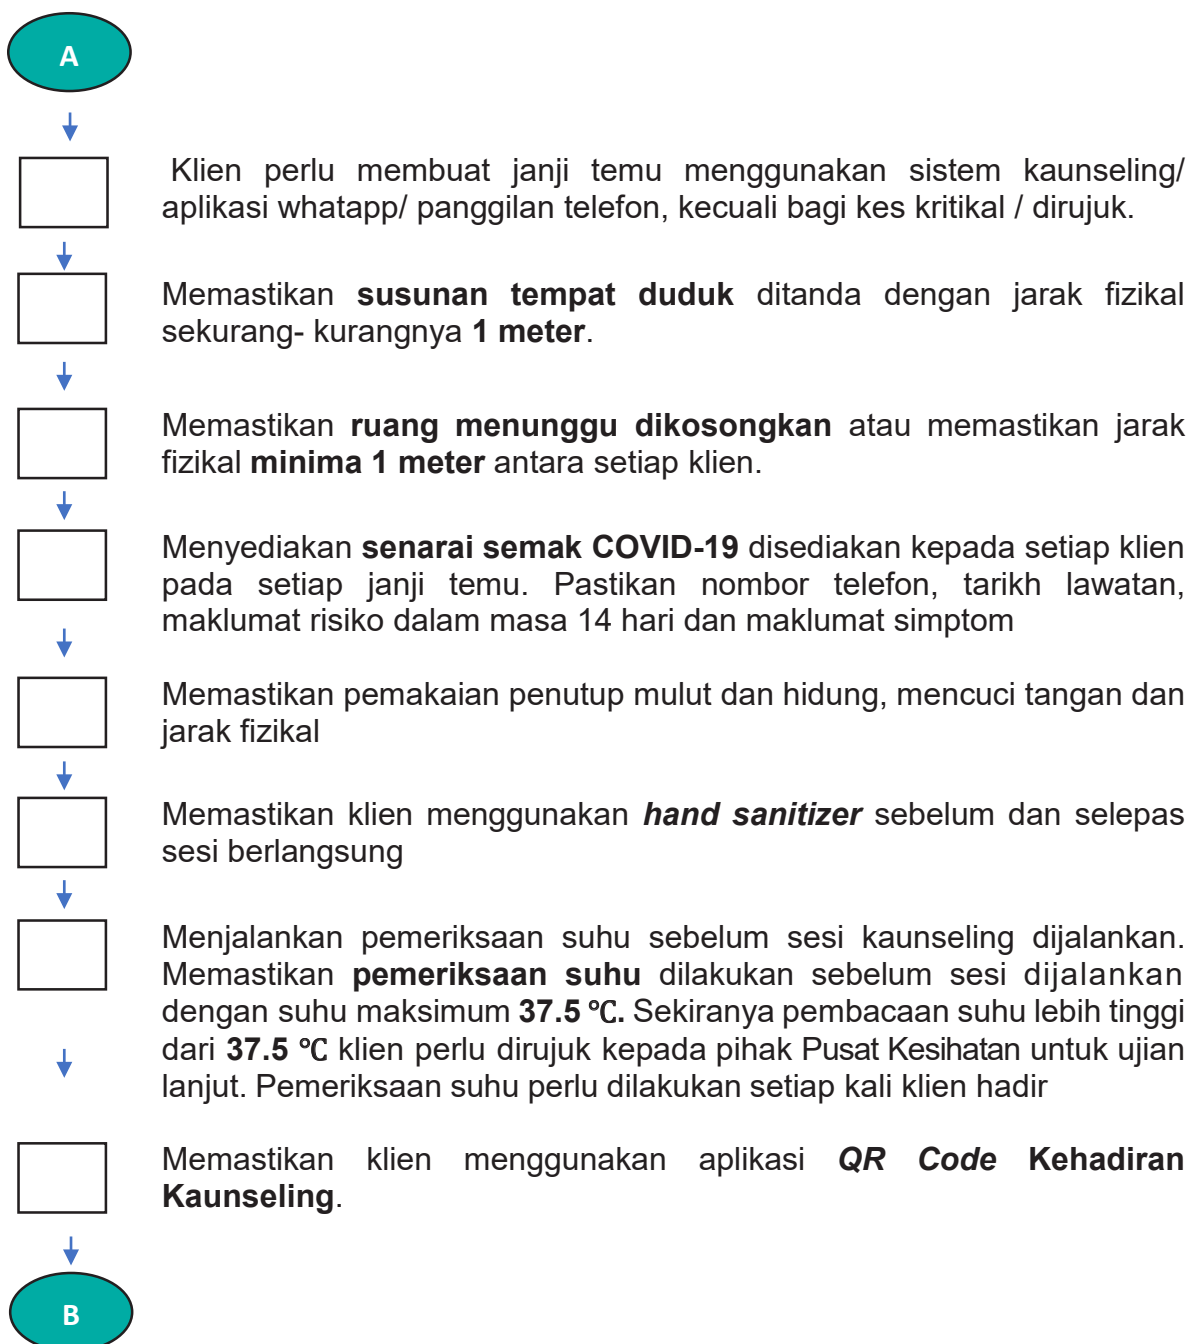 A
Klien perlu membuat janji temu menggunakan sistem kaunseling/
aplikasi whatapp/ panggilan telefon, kecuali bagi kes kritikal / dirujuk.
Memastikan susunan tempat duduk ditanda dengan jarak fizikal
sekurang- kurangnya 1 meter.
Memastikan ruang menunggu dikosongkan atau memastikan jarak
fizikal minima 1 meter antara setiap klien.
Menyediakan senarai semak COVID-19 disediakan kepada setiap klien
pada setiap janji temu. Pastikan nombor telefon, tarikh lawatan,
maklumat risiko dalam masa 14 hari dan maklumat simptom
Memastikan pemakaian penutup mulut dan hidung, mencuci tangan dan
jarak fizikal
Memastikan klien menggunakan hand sanitizer sebelum dan selepas
sesi berlangsung
Menjalankan pemeriksaan suhu sebelum sesi kaunseling dijalankan.
Memastikan pemeriksaan suhu dilakukan sebelum sesi dijalankan
dengan suhu maksimum 37.5 ℃. Sekiranya pembacaan suhu lebih tinggi
dari 37.5 ℃ klien perlu dirujuk kepada pihak Pusat Kesihatan untuk ujian
lanjut. Pemeriksaan suhu perlu dilakukan setiap kali klien hadir
Memastikan klien menggunakan aplikasi QR Code Kehadiran
Kaunseling.
B